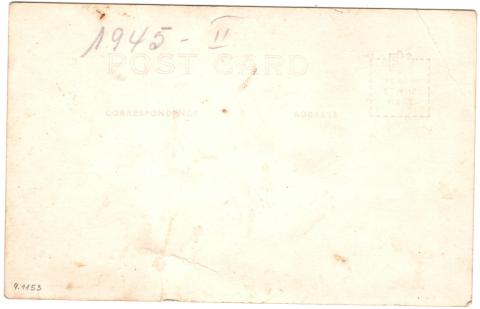 1945 - II
POST CARD
CORRESPONDENCE ADDRESS
9.1153